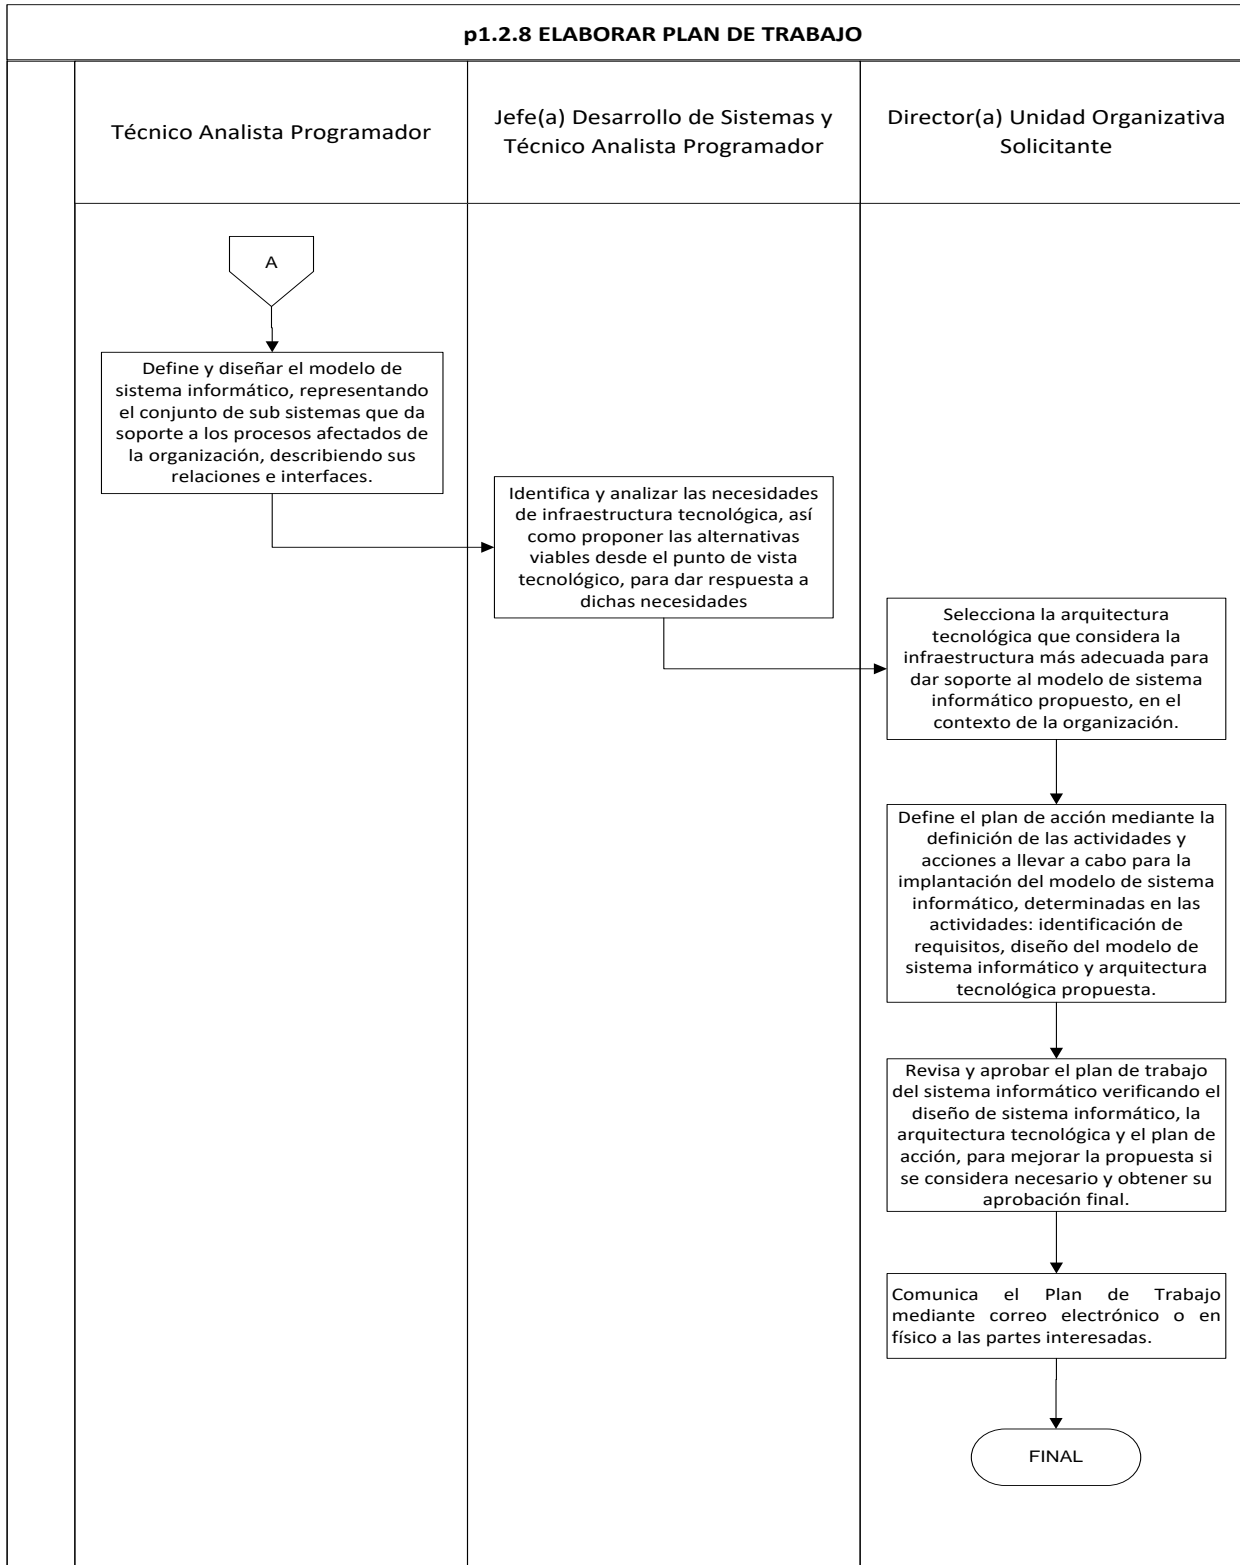 p1.2.8 ELABORAR PLAN DE TRABAJO
Técnico Analista Programador
Jefe(a) Desarrollo de Sistemas y
Técnico Analista Programador
Director(a) Unidad Organizativa
Solicitante
A
Define y diseñar el modelo de
sistema informático, representando
el conjunto de sub sistemas que da
soporte a los procesos afectados de
la organización, describiendo sus
relaciones e interfaces.
Identifica y analizar las necesidades
de infraestructura tecnológica, así
como proponer las alternativas
viables desde el punto de vista
tecnológico, para dar respuesta a
dichas necesidades
Selecciona la arquitectura
tecnológica que considera la
infraestructura más adecuada para
dar soporte al modelo de sistema
informático propuesto, en el
contexto de la organización.
Define el plan de acción mediante la
definición de las actividades y
acciones a llevar a cabo para la
implantación del modelo de sistema
informático, determinadas en las
actividades: identificación de
requisitos, diseño del modelo de
sistema informático y arquitectura
tecnológica propuesta.
Revisa y aprobar el plan de trabajo
del sistema informático verificando el
diseño de sistema informático, la
arquitectura tecnológica y el plan de
acción, para mejorar la propuesta si
se considera necesario y obtener su
aprobación final.
Comunica el Plan de Trabajo
mediante correo electrónico o en
físico a las partes interesadas.
FINAL